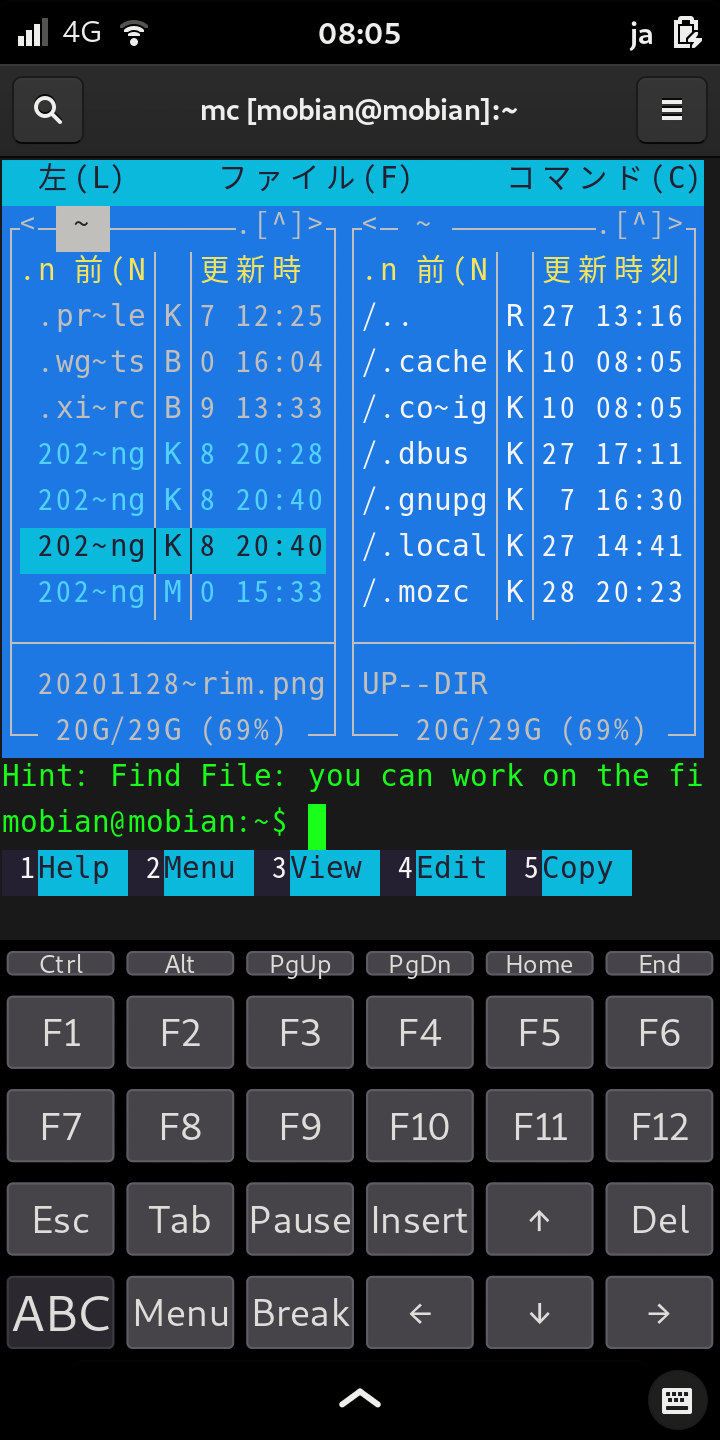 4G 08:05 ja
mc [mobian@mobian]:~
左(L) ファイル(F) コマンド(C)
<— ~ ——.[^]> <— ~ ——.[^]>
.n 前(N 更新時 .n 前(N 更新時刻
.pr~le K 7 12:25 /.. R 27 13:16
.wg~ts B 0 16:04 /.cache K 10 08:05
.xi~rc B 9 13:33 /.co~ig K 10 08:05
202~ng K 8 20:28 /.dbus K 27 17:11
202~ng K 8 20:40 /.gnupg K 7 16:30
202~ng K 8 20:40 /.local K 27 14:41
202~ng M 0 15:33 /.mozc K 28 20:23
20201128~rim.png UP--DIR
20G/29G (69%) 20G/29G (69%)
Hint: Find File: you can work on the fi
mobian@mobian:~$
1Help 2Menu 3View 4Edit 5Copy
Ctrl Alt PgUp PgDn Home End
F1 F2 F3 F4 F5 F6
F7 F8 F9 F10 F11 F12
Esc Tab Pause Insert ↑ Del
ABC Menu Break ← ↓ →